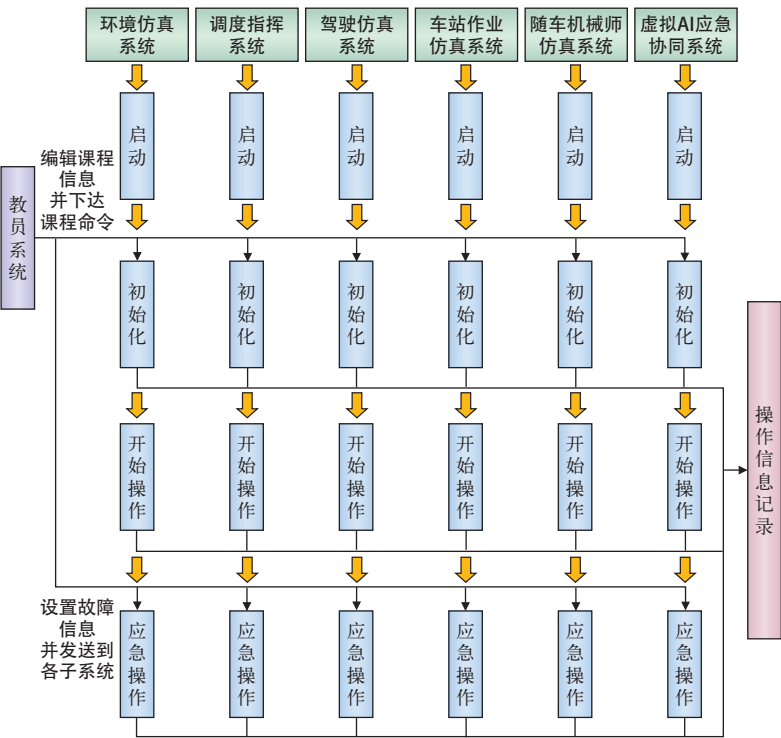 环境仿真
系统
调度指挥
系统
驾驶仿真
系统
车站作业
仿真系统
随车机械师
仿真系统
虚拟AI应急
协同系统
启动
启动
启动
启动
启动
启动
编辑课程
信息
并下达
课程命令
教员系统
初始化
初始化
初始化
初始化
初始化
初始化
操作信息记录
开始操作
开始操作
开始操作
开始操作
开始操作
开始操作
设置故障
信息
并发送到
各子系统
应急操作
应急操作
应急操作
应急操作
应急操作
应急操作